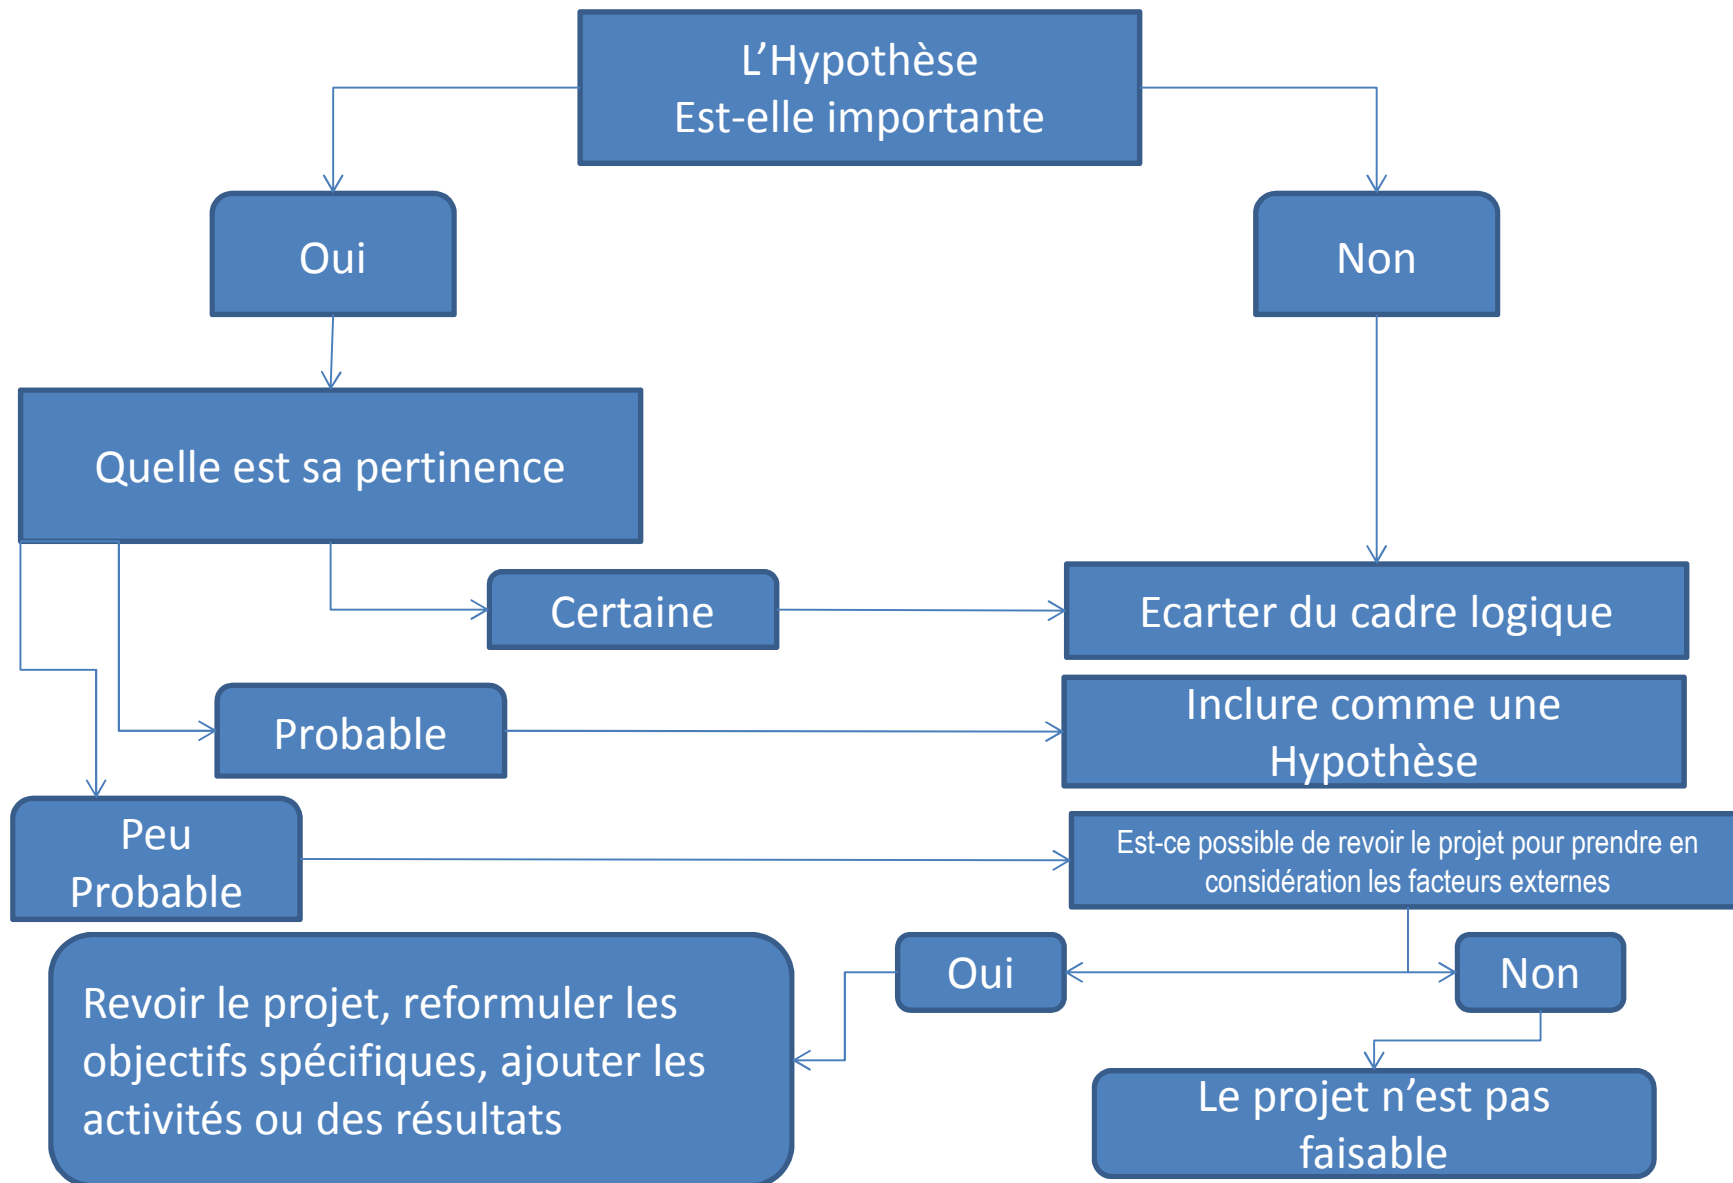 L’Hypothèse
Est-elle importante
Oui
Non
Quelle est sa pertinence
Certaine
Ecarter du cadre logique
Probable
Inclure comme une
Hypothèse
Peu
Probable
Est-ce possible de revoir le projet pour prendre en
considération les facteurs externes
Oui
Non
Revoir le projet, reformuler les
objectifs spécifiques, ajouter les
activités ou des résultats
Le projet n’est pas
faisable